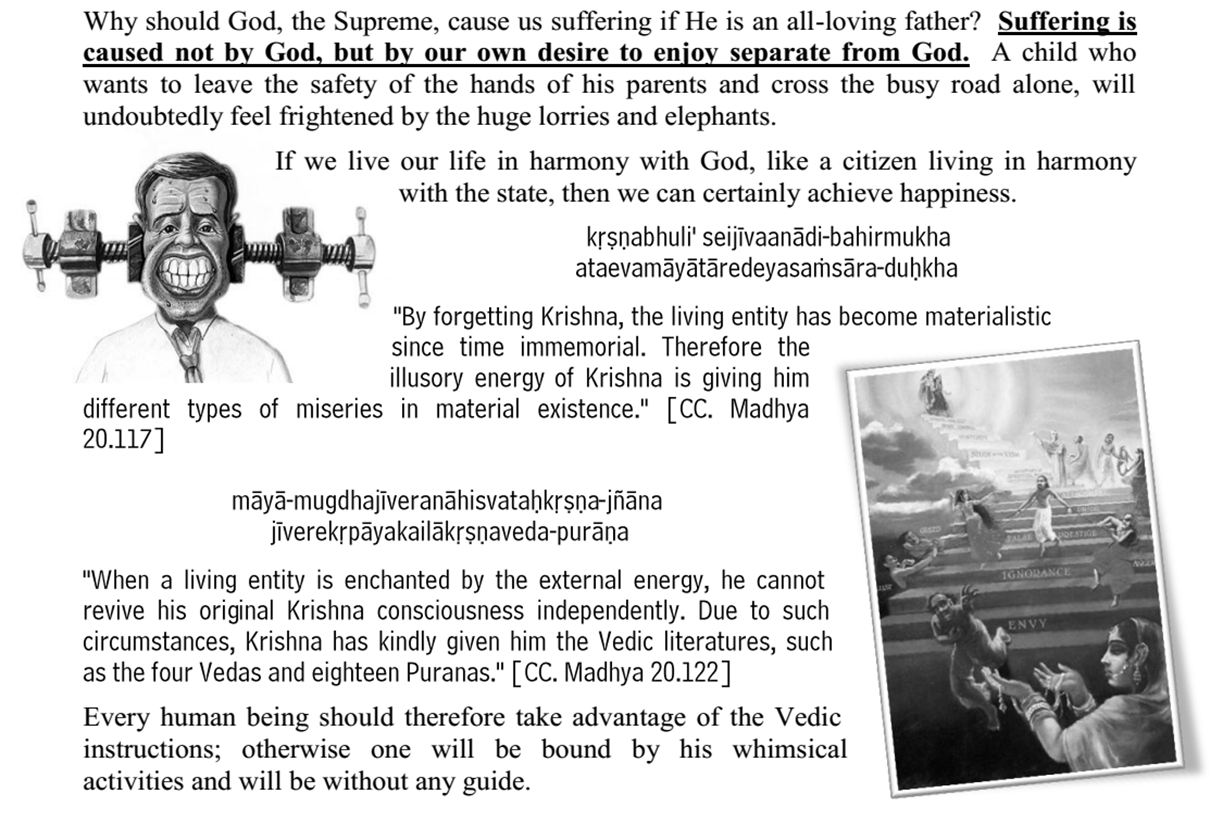 Why should God, the Supreme, cause us suffering if He is an all-loving father? Suffering is
caused not by God, but by our own desire to enjoy separate from God. A child who
wants to leave the safety of the hands of his parents and cross the busy road alone, will
undoubtedly feel frightened by the huge lorries and elephants.
If we live our life in harmony with God, like a citizen living in harmony
with the state, then we can certainly achieve happiness.
kṛṣṇabhuli' seijīvaanādi-bahirmukha
ataevamāyātāredeyasaṁsāra-duḥkha
"By forgetting Krishna, the living entity has become materialistic
since time immemorial. Therefore the
illusory energy of Krishna is giving him
different types of miseries in material existence." [CC. Madhya
20.117]
māyā-mugdhajīveranāhisvataḥkṛṣṇa-jñāna
jīverekṛpāyakailākṛṣṇaveda-purāṇa
"When a living entity is enchanted by the external energy, he cannot
revive his original Krishna consciousness independently. Due to such
circumstances, Krishna has kindly given him the Vedic literatures, such
as the four Vedas and eighteen Puranas." [CC. Madhya 20.122]
Every human being should therefore take advantage of the Vedic
instructions; otherwise one will be bound by his whimsical
activities and will be without any guide.
GREED
FALSE PRESTIGE
IGNORANCE
ENVY